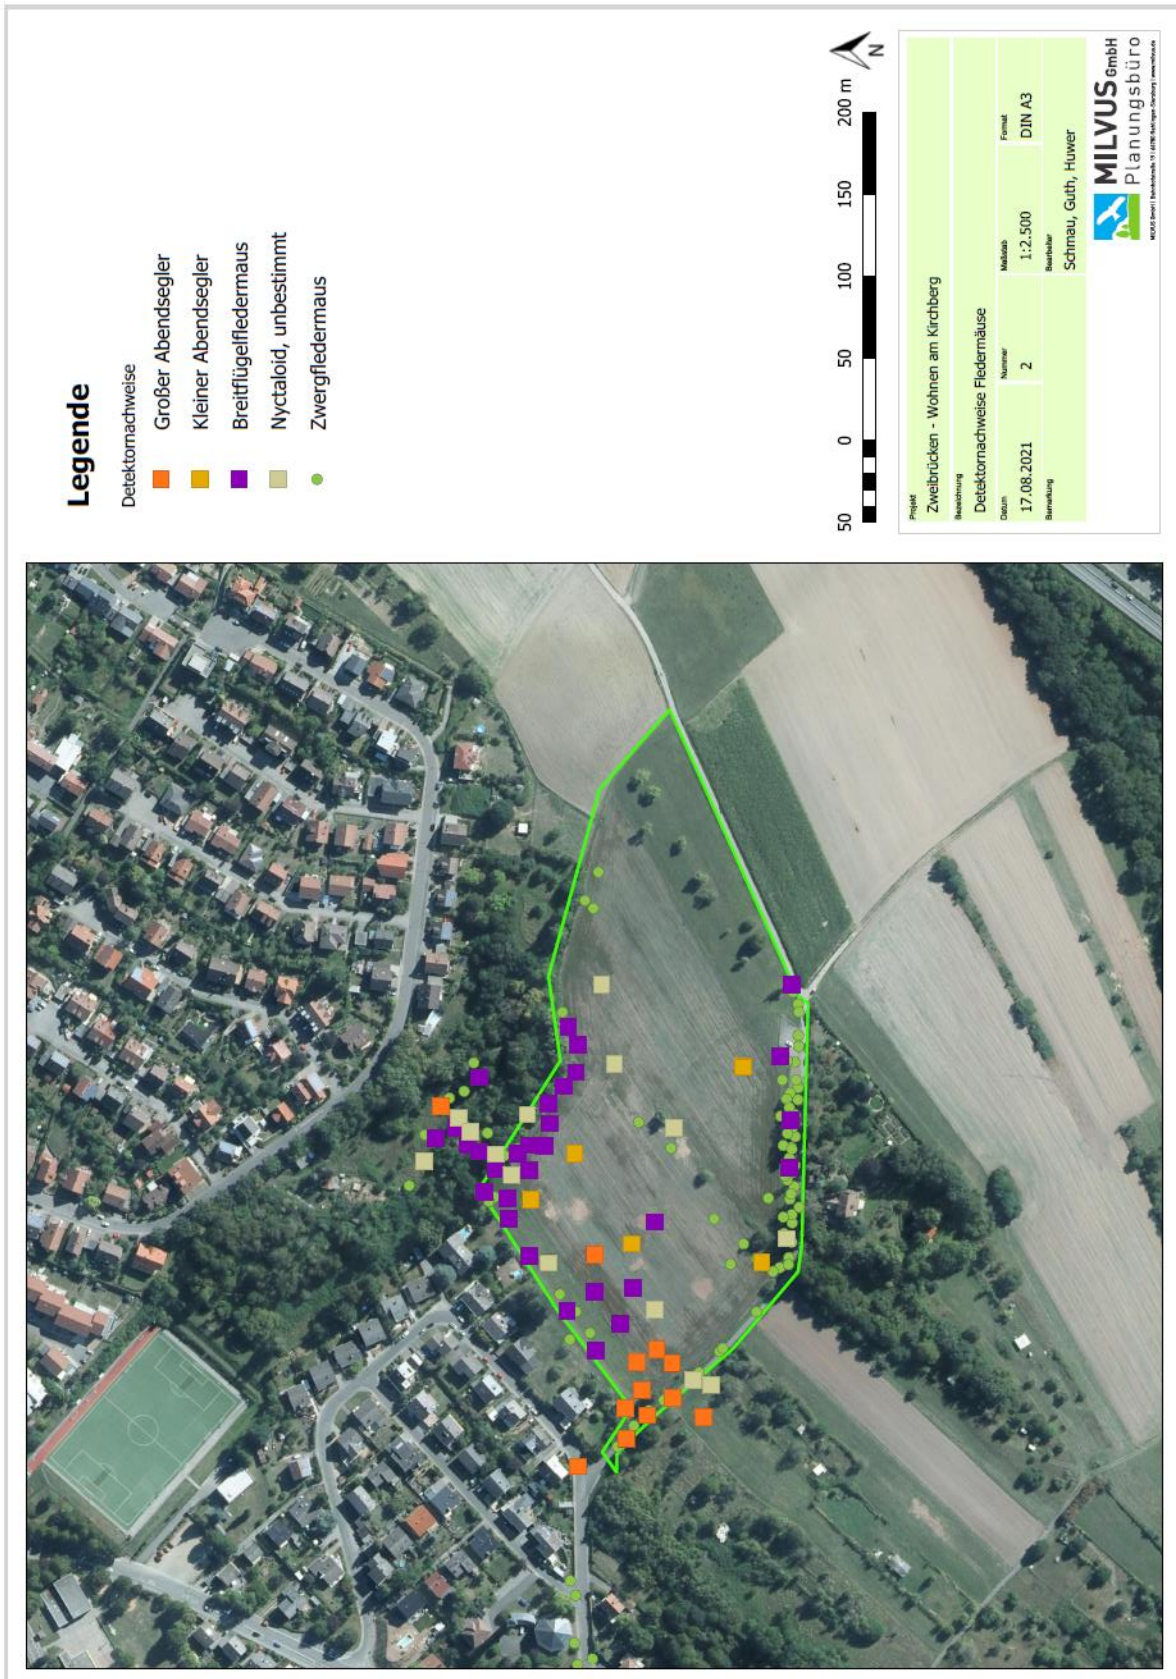 Legende
Detektornachweise
Großer Abendsegler
Kleiner Abendsegler
Breitflügelfledermaus
Nyctaloid, unbestimmt
Zwergfledermaus
50 0 50 100 150 200 m
N
Projekt
Zweibrücken - Wohnen am Kirchberg
Bezeichnung
Detektornachweise Fledermäuse
Datum Nummer Maßstab Format
17.08.2021 2 1:2.500 DIN A3
Bemerkung Bearbeiter
Schmau, Guth, Huwer
MILVUS GmbH
Planungsbüro